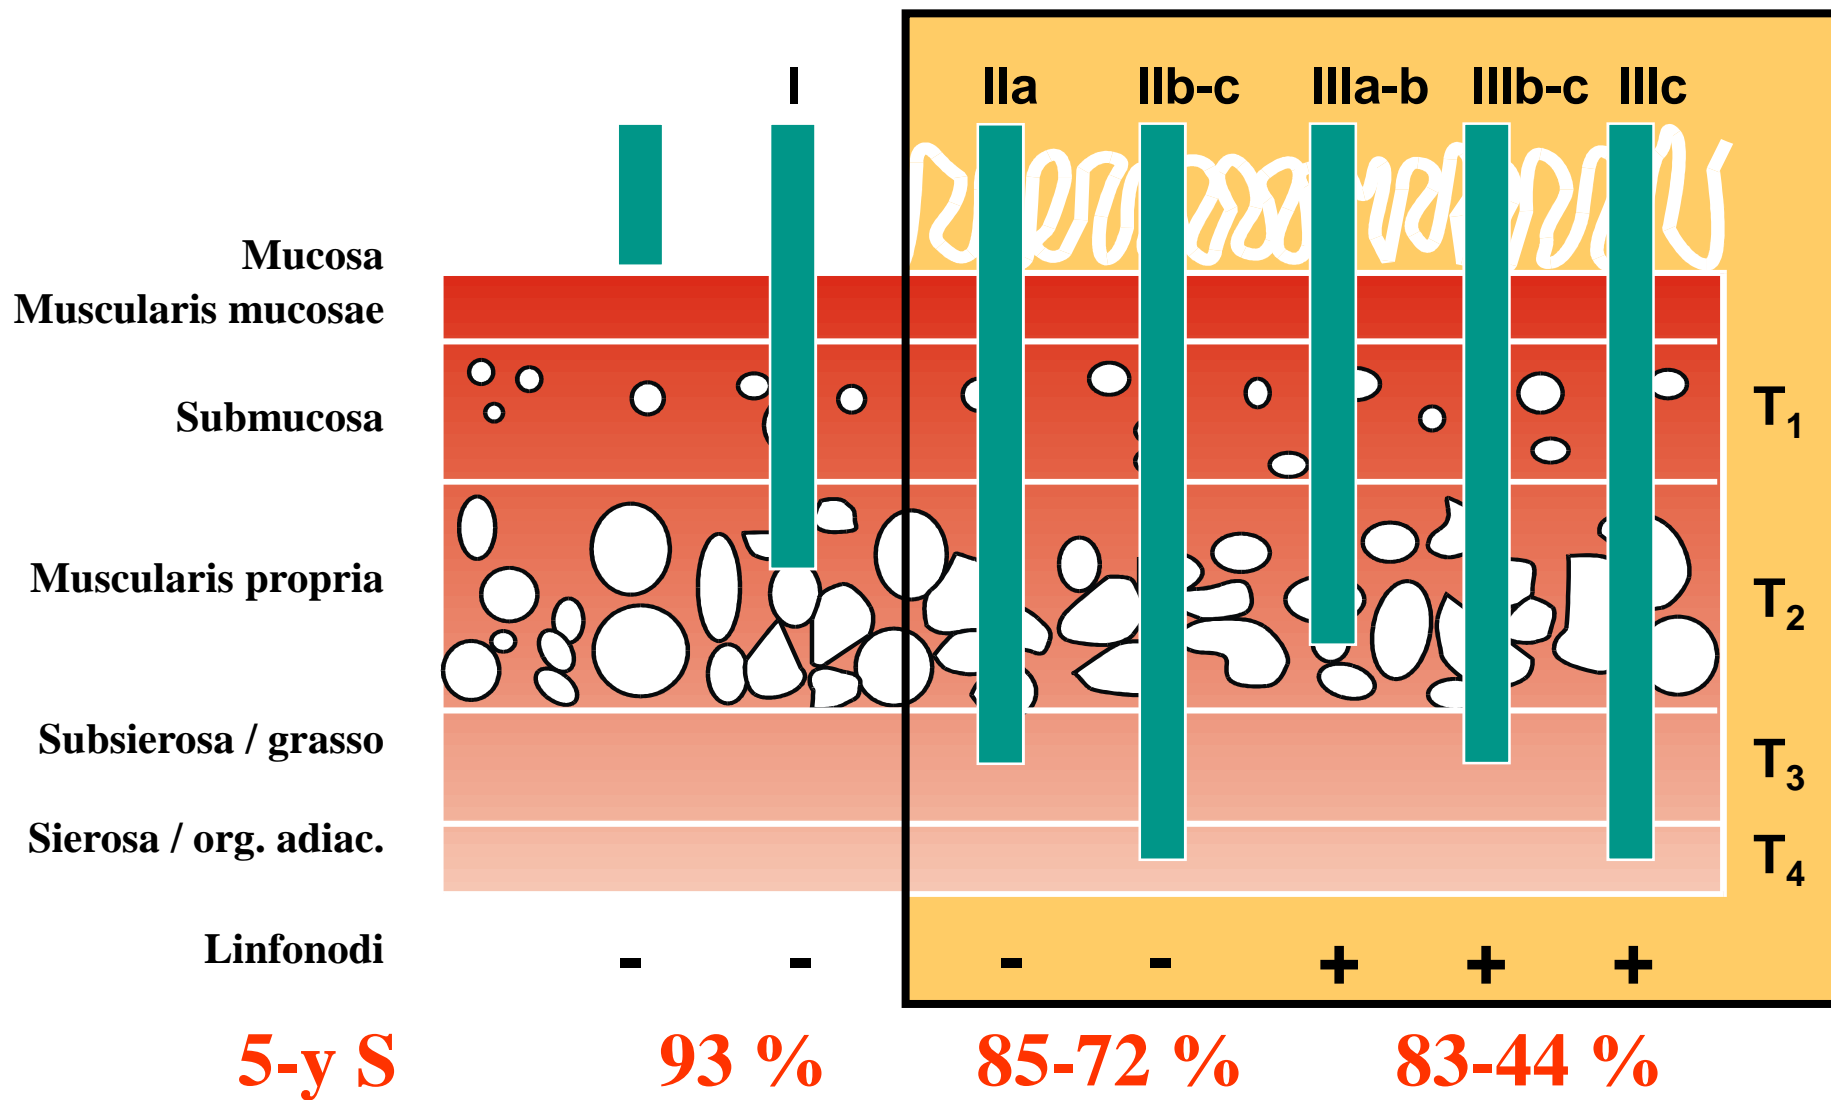 I IIa IIb-c IIIa-b IIIb-c IIIc
Mucosa
Muscularis mucosae
Submucosa T1
Muscularis propria T2
Subsierosa / grasso T3
Sierosa / org. adiac. T4
Linfonodi - - - - + + +
5-y S 93 % 85-72 % 83-44 %